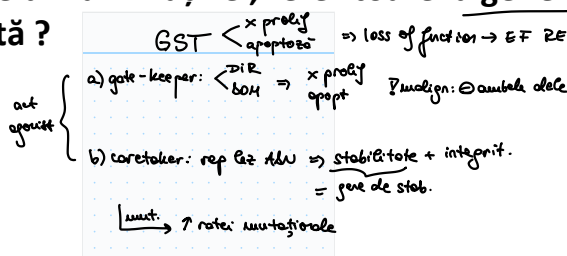 tă ?
GST < x prolif
apoptoză
=> loss of function → EF RE
a) gate-keeper: < DIR
DOM => x prolif
apopt
! malign: ⊖ ambele alele
act
agonist
b) caretaker: rep lez ADN => stabilitate + integrit.
= gene de stab.
mut. → ↑ ratei mutaționale